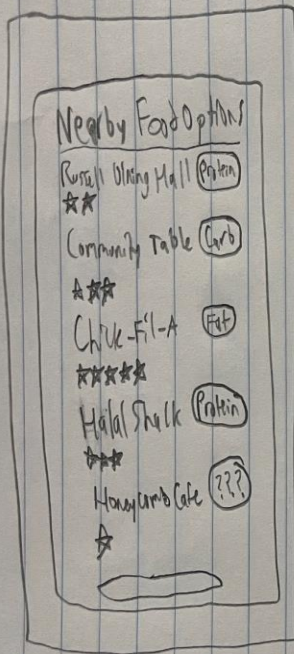 Nearby Food Options
Russell Dining Hall Protein
Community Table Carb
Chick-Fil-A Fat
Halal Shack Protein
Honeycomb Cafe ???